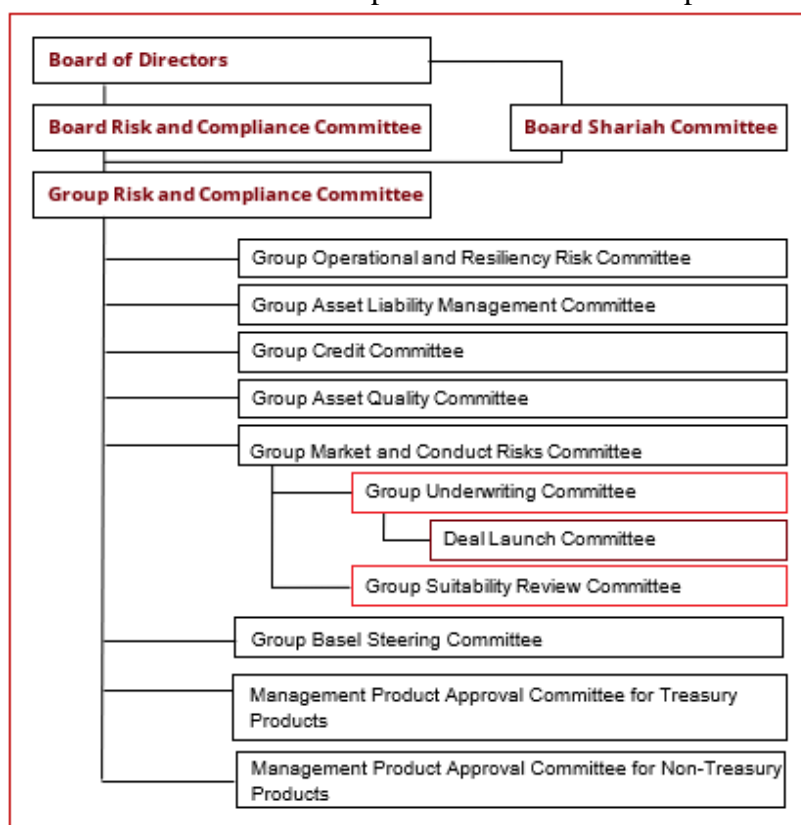 Board of Directors
Board Risk and Compliance Committee
Board Shariah Committee
Group Risk and Compliance Committee
Group Operational and Resiliency Risk Committee
Group Asset Liability Management Committee
Group Credit Committee
Group Asset Quality Committee
Group Market and Conduct Risks Committee
Group Underwriting Committee
Deal Launch Committee
Group Suitability Review Committee
Group Basel Steering Committee
Management Product Approval Committee for Treasury
Products
Management Product Approval Committee for Non-Treasury
Products